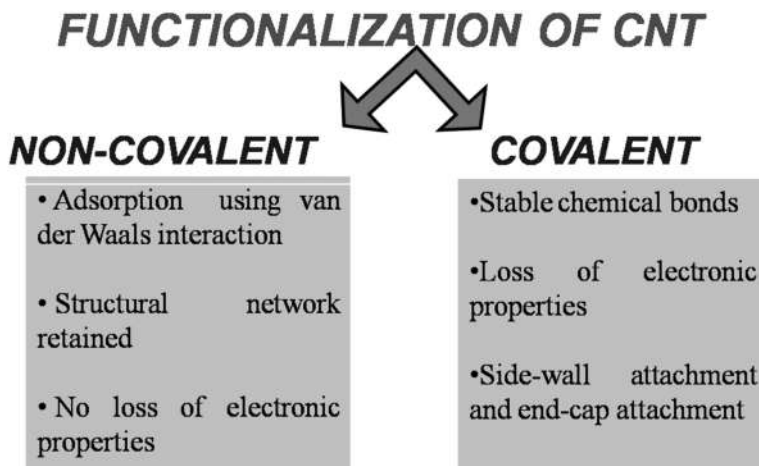 FUNCTIONALIZATION OF CNT
NON-COVALENT
• Adsorption using van
der Waals interaction
• Structural network
retained
• No loss of electronic
properties
COVALENT
•Stable chemical bonds
•Loss of electronic
properties
•Side-wall attachment
and end-cap attachment